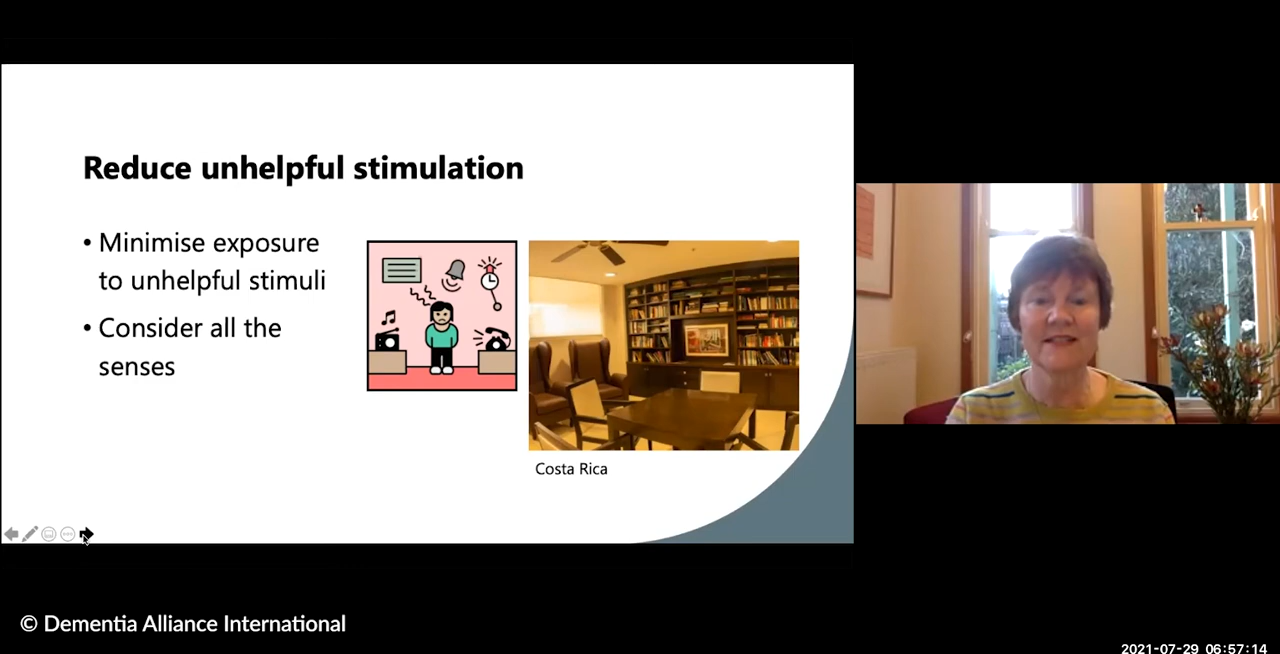 Reduce unhelpful stimulation
• Minimise exposure
to unhelpful stimuli
• Consider all the
senses
Costa Rica
© Dementia Alliance International
2021-07-29 06:57:14